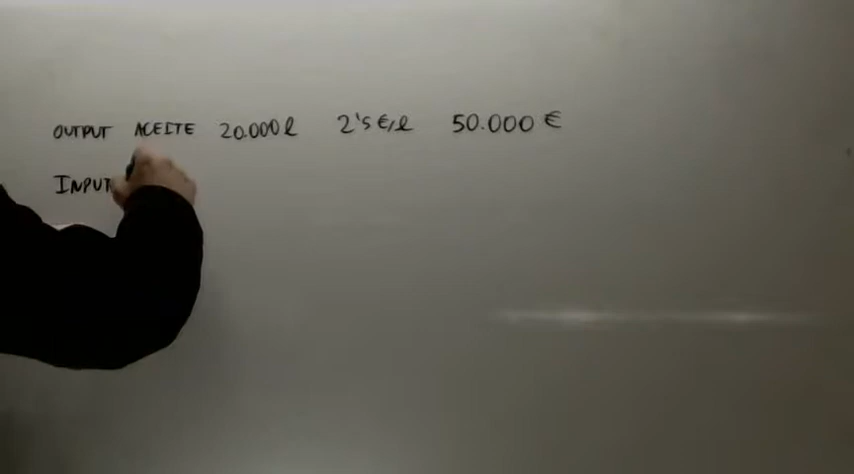 OUTPUT ACEITE 20.000 l 2'5 €/l 50.000 €
INPUT